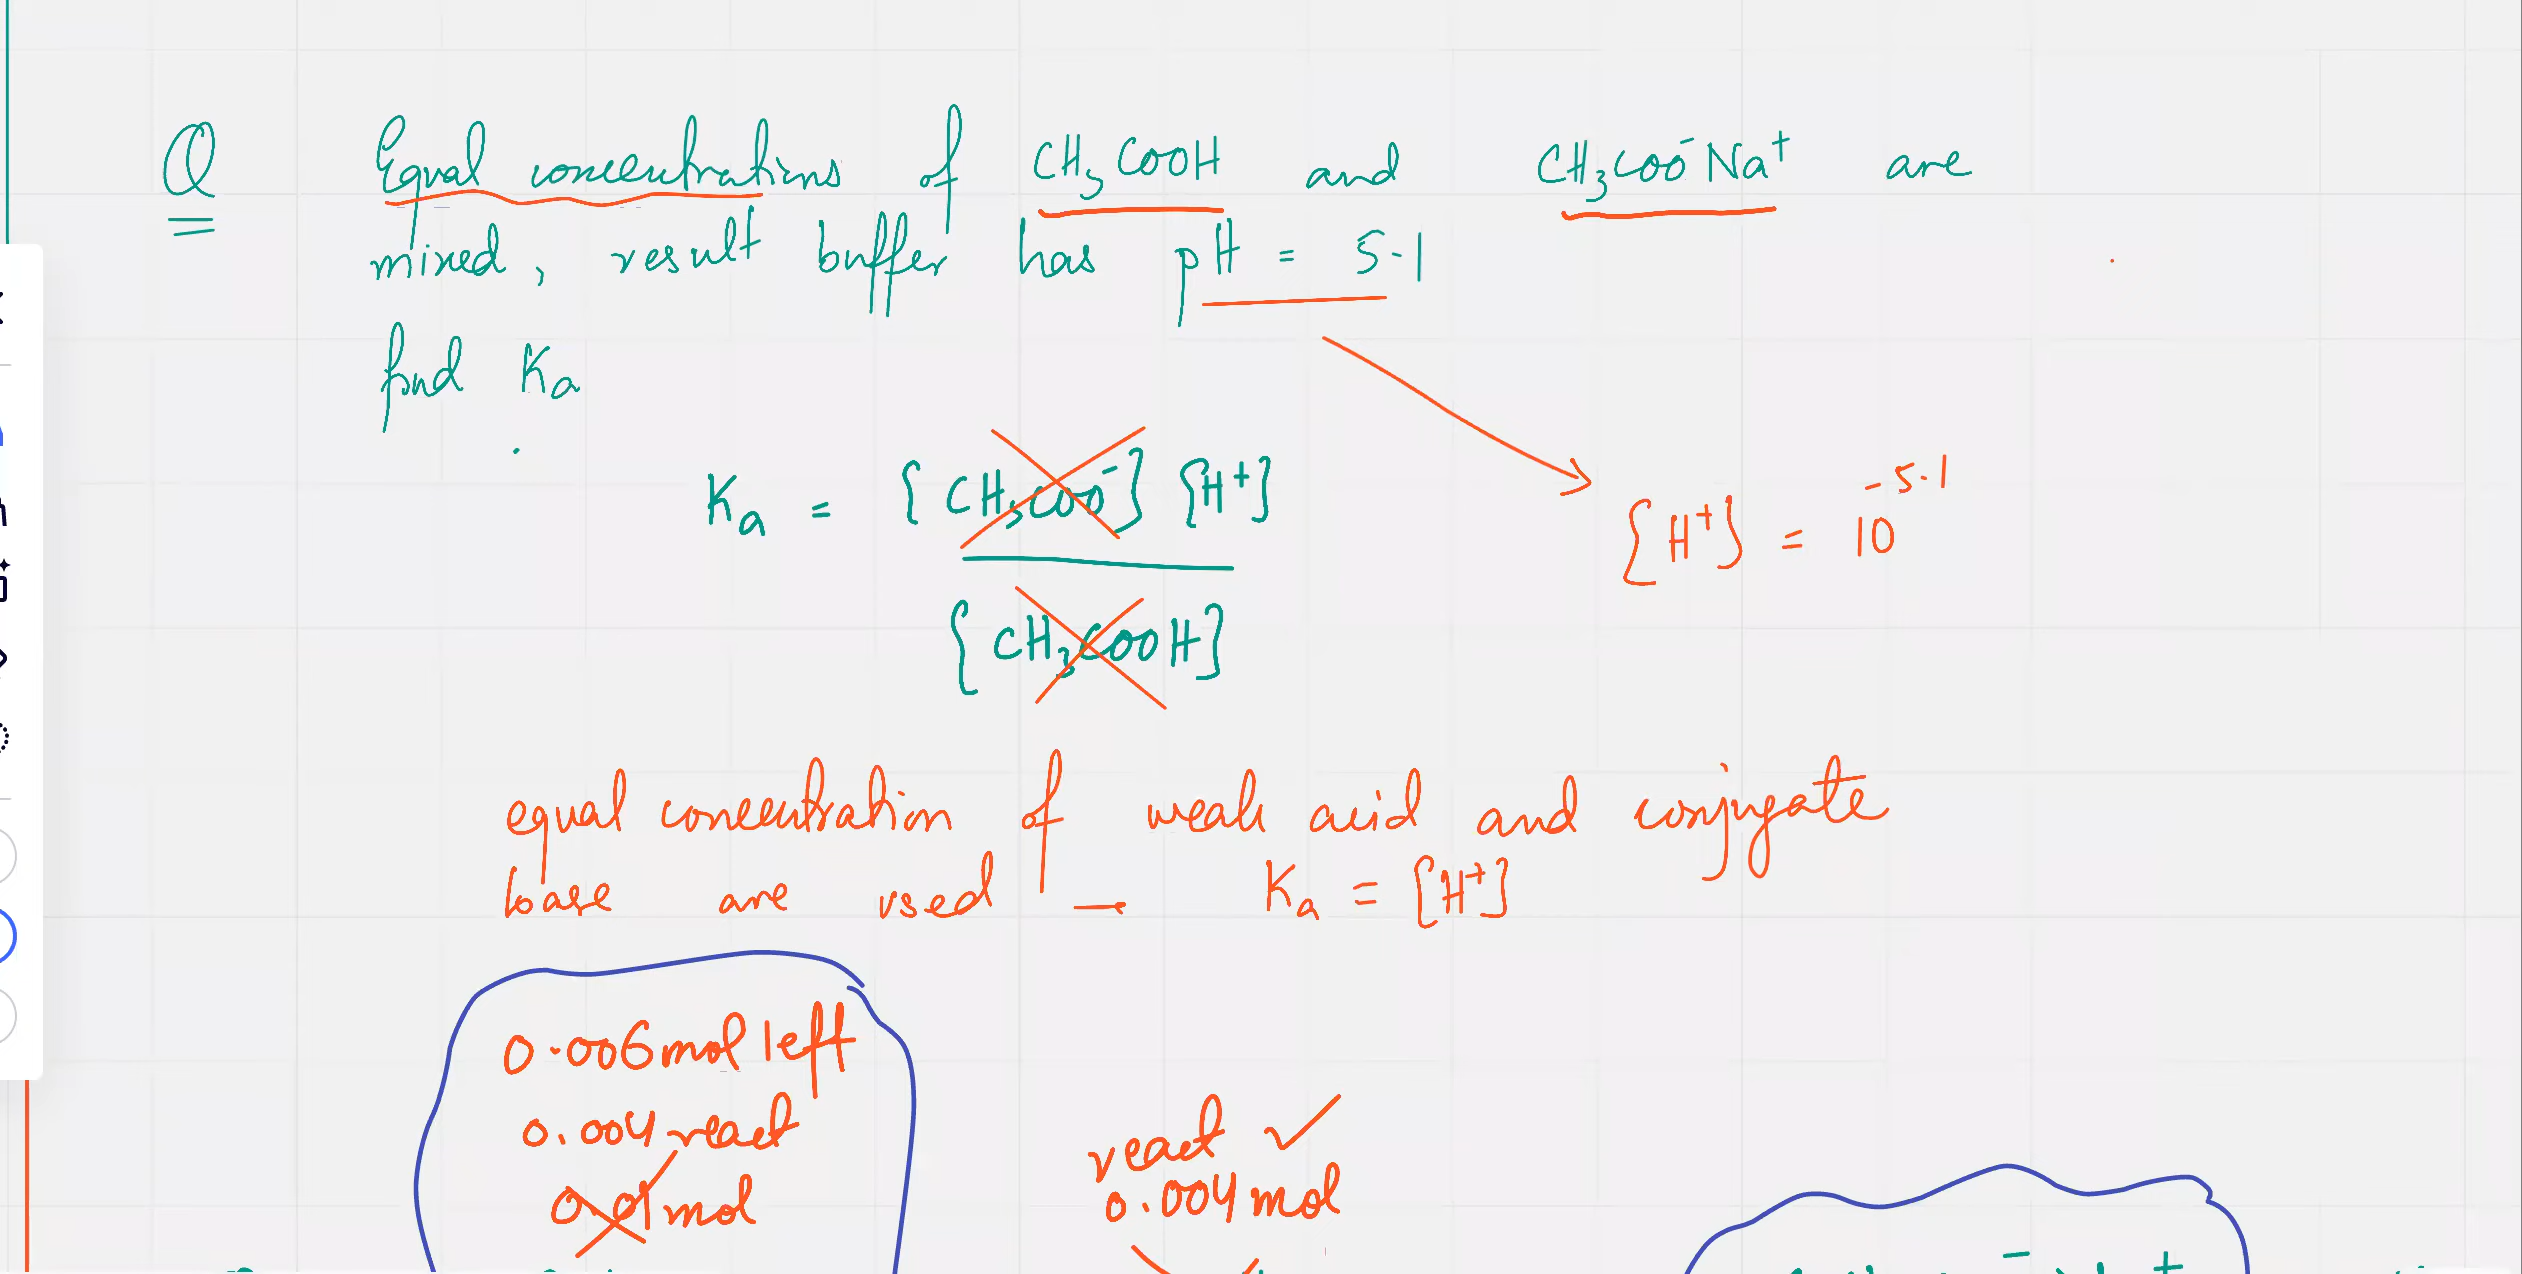 Q Equal concentrations of CH₃COOH and CH₃COO⁻Na⁺ are
mixed, result buffer has pH = 5.1
find Ka
Ka = [CH₃COO⁻] [H⁺]
[CH₃COOH]
[H⁺] = 10⁻⁵·¹
equal concentration of weak acid and conjugate
base are used → Ka = [H⁺]
0.006 mol left
0.004 react
0.01 mol
react ✓
0.004 mol